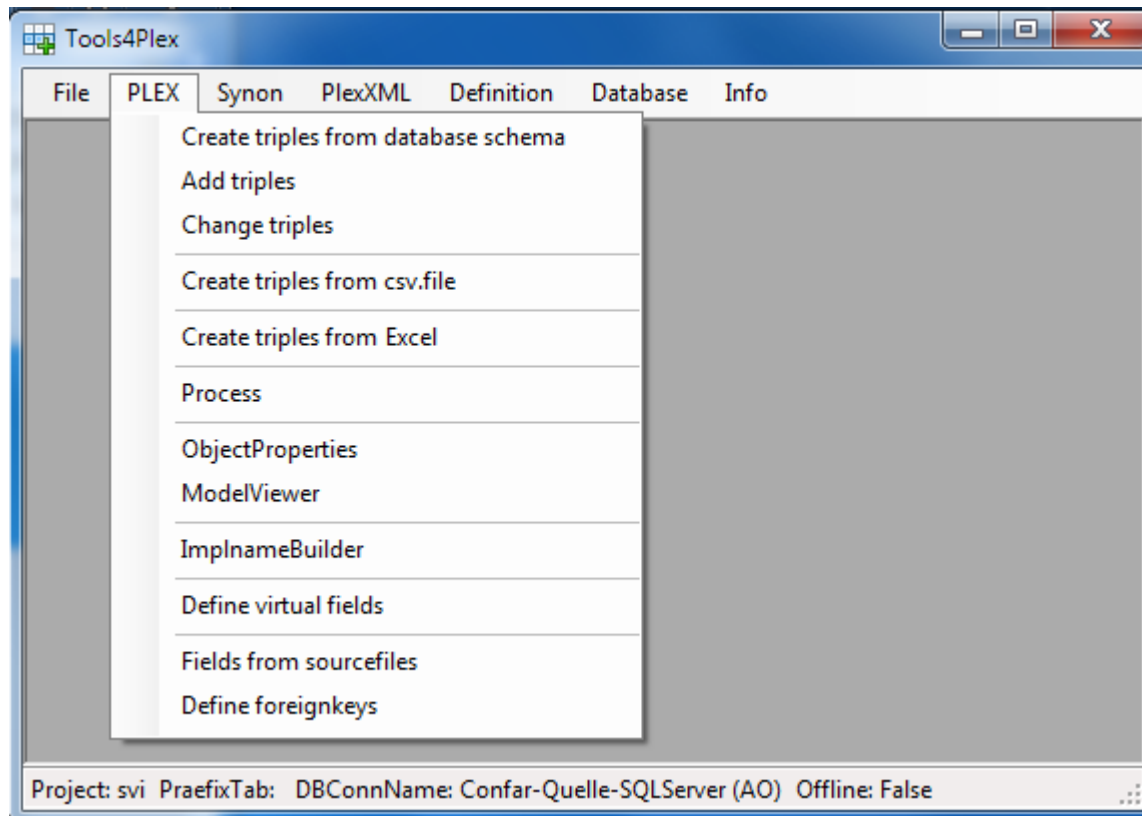 Tools4Plex
File PLEX Synon PlexXML Definition Database Info
Create triples from database schema
Add triples
Change triples
Create triples from csv.file
Create triples from Excel
Process
ObjectProperties
ModelViewer
ImplnameBuilder
Define virtual fields
Fields from sourcefiles
Define foreignkeys
Project: svi PraefixTab: DBConnName: Confar-Quelle-SQLServer (AO) Offline: False